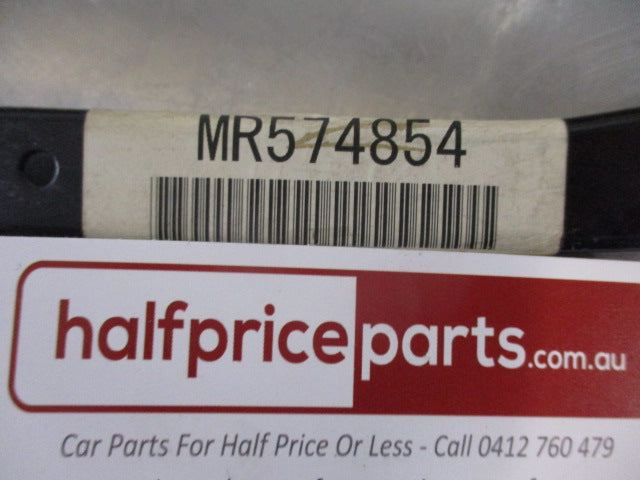 MR574854
halfpriceparts.com.au
Car Parts For Half Price Or Less - Call 0412 760 479